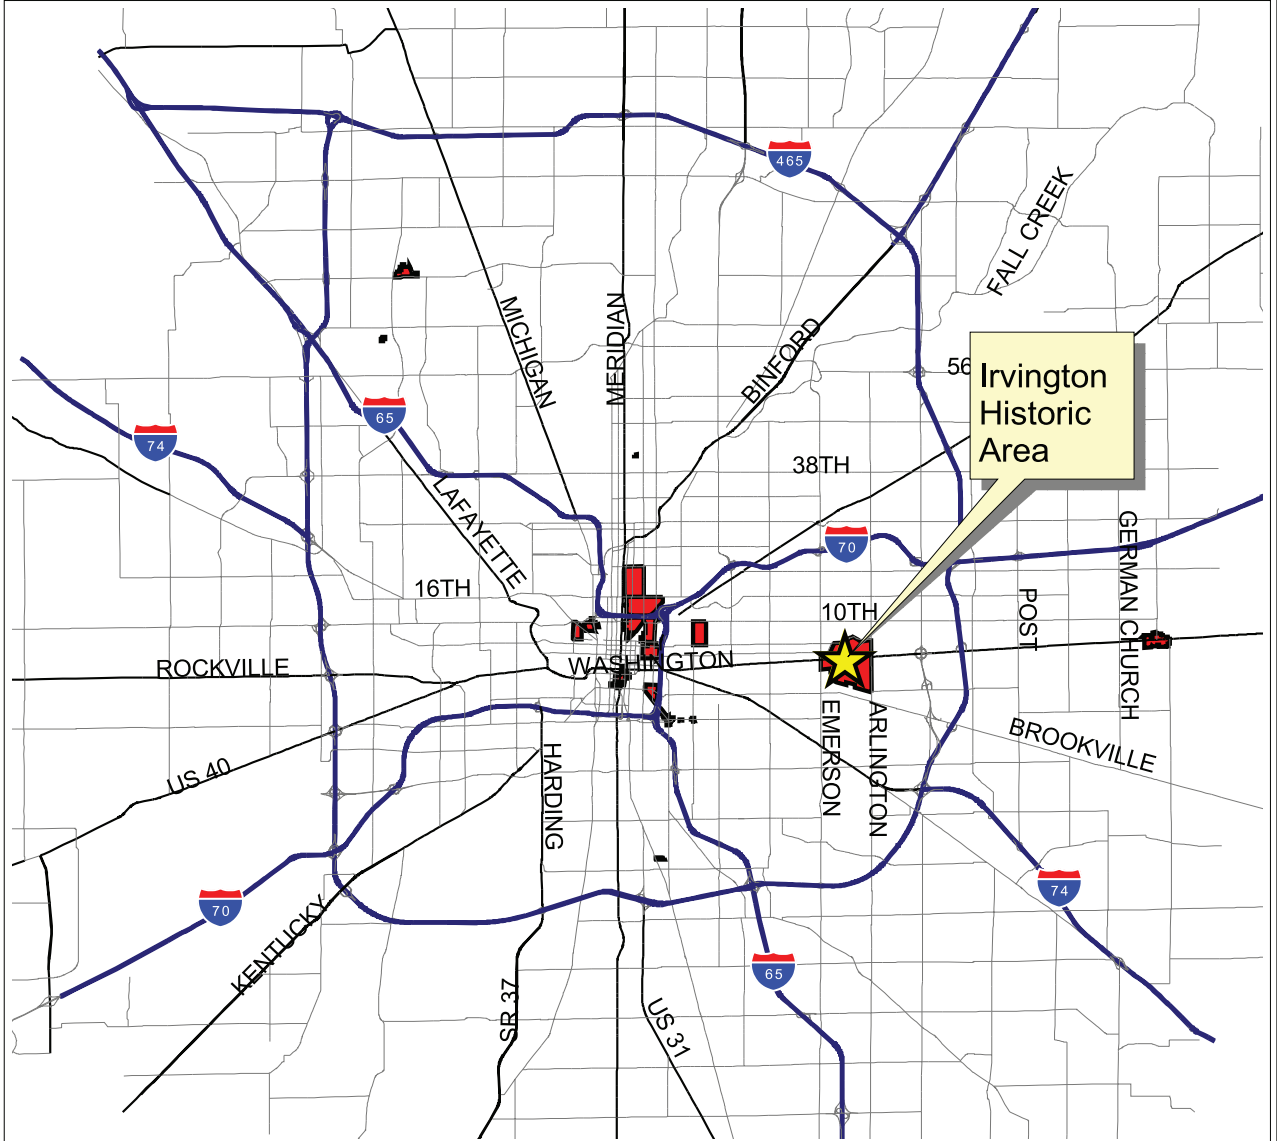 465
FALL CREEK
MICHIGAN
MERIDIAN
BINFORD
56
Irvington
Historic
Area
65
74
38TH
LAFAYETTE
70
GERMAN CHURCH
16TH
10TH
POST
ROCKVILLE
WASHINGTON
EMERSON
ARLINGTON
BROOKVILLE
US 40
HARDING
70
KENTUCKY
74
65
SR 37
US 31